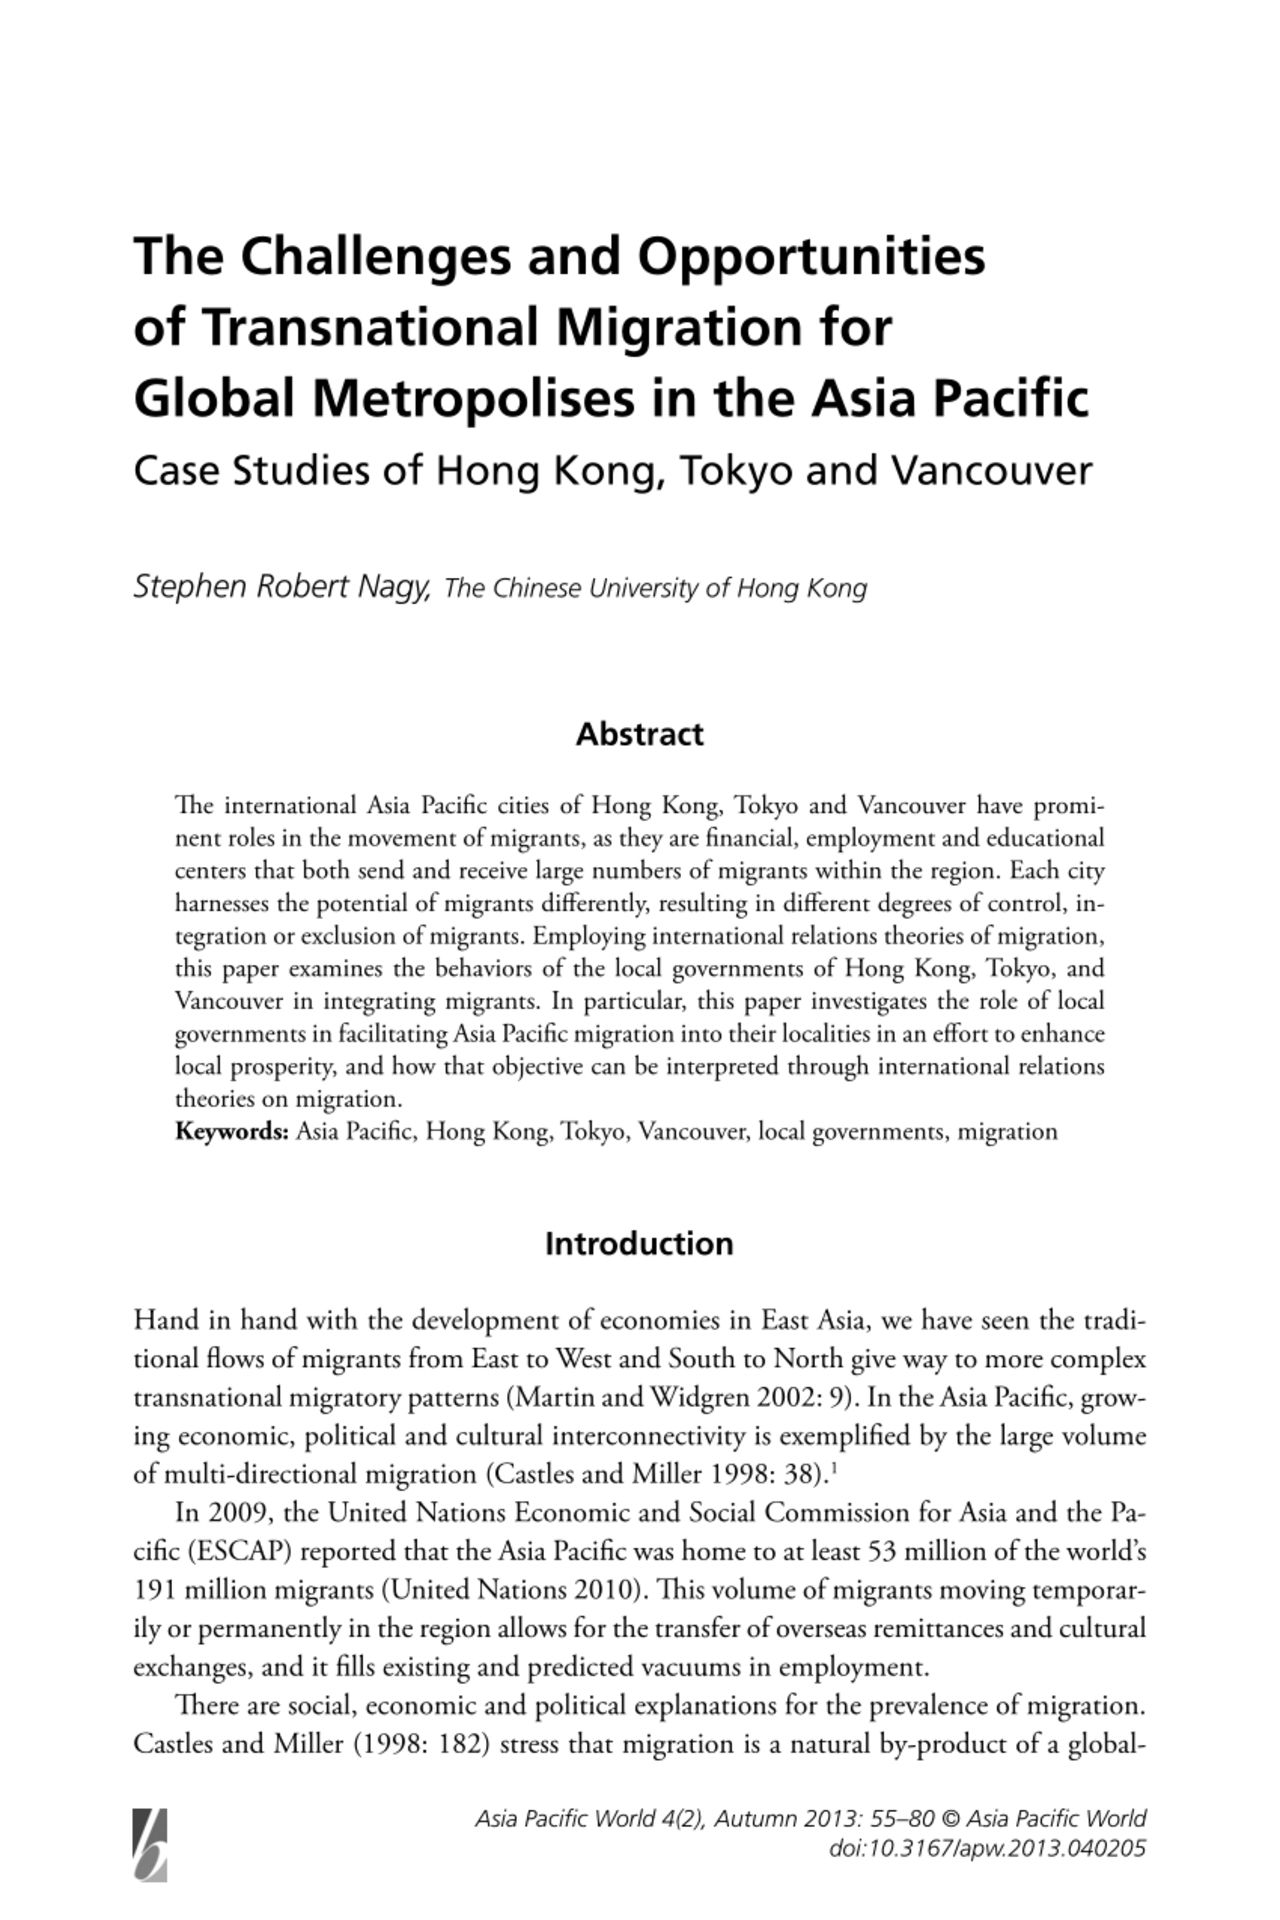 The Challenges and Opportunities
of Transnational Migration for
Global Metropolises in the Asia Pacific
Case Studies of Hong Kong, Tokyo and Vancouver
Stephen Robert Nagy, The Chinese University of Hong Kong
Abstract
The international Asia Pacific cities of Hong Kong, Tokyo and Vancouver have promi-
nent roles in the movement of migrants, as they are financial, employment and educational
centers that both send and receive large numbers of migrants within the region. Each city
harnesses the potential of migrants differently, resulting in different degrees of control, in-
tegration or exclusion of migrants. Employing international relations theories of migration,
this paper examines the behaviors of the local governments of Hong Kong, Tokyo, and
Vancouver in integrating migrants. In particular, this paper investigates the role of local
governments in facilitating Asia Pacific migration into their localities in an effort to enhance
local prosperity, and how that objective can be interpreted through international relations
theories on migration.
Keywords: Asia Pacific, Hong Kong, Tokyo, Vancouver, local governments, migration
Introduction
Hand in hand with the development of economies in East Asia, we have seen the tradi-
tional flows of migrants from East to West and South to North give way to more complex
transnational migratory patterns (Martin and Widgren 2002: 9). In the Asia Pacific, grow-
ing economic, political and cultural interconnectivity is exemplified by the large volume
of multi-directional migration (Castles and Miller 1998: 38).¹
In 2009, the United Nations Economic and Social Commission for Asia and the Pa-
cific (ESCAP) reported that the Asia Pacific was home to at least 53 million of the world's
191 million migrants (United Nations 2010). This volume of migrants moving temporar-
ily or permanently in the region allows for the transfer of overseas remittances and cultural
exchanges, and it fills existing and predicted vacuums in employment.
There are social, economic and political explanations for the prevalence of migration.
Castles and Miller (1998: 182) stress that migration is a natural by-product of a global-
b
Asia Pacific World 4(2), Autumn 2013: 55–80 © Asia Pacific World
doi:10.3167/apw.2013.040205